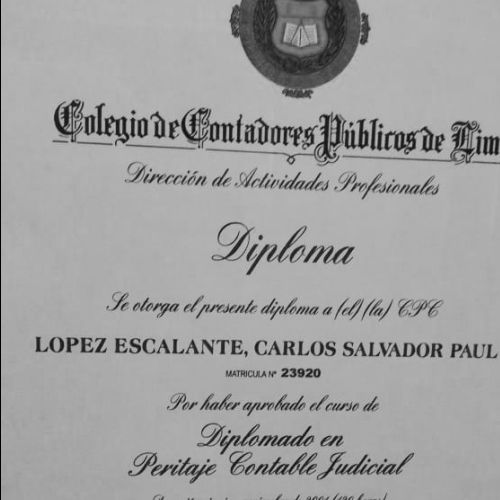 Colegio de Contadores Públicos de Lim
Dirección de Actividades Profesionales
Diploma
Se otorga el presente diploma a (el) (la) CPC
LOPEZ ESCALANTE, CARLOS SALVADOR PAUL
MATRICULA Nº 23920
Por haber aprobado el curso de
Diplomado en
Peritaje Contable Judicial